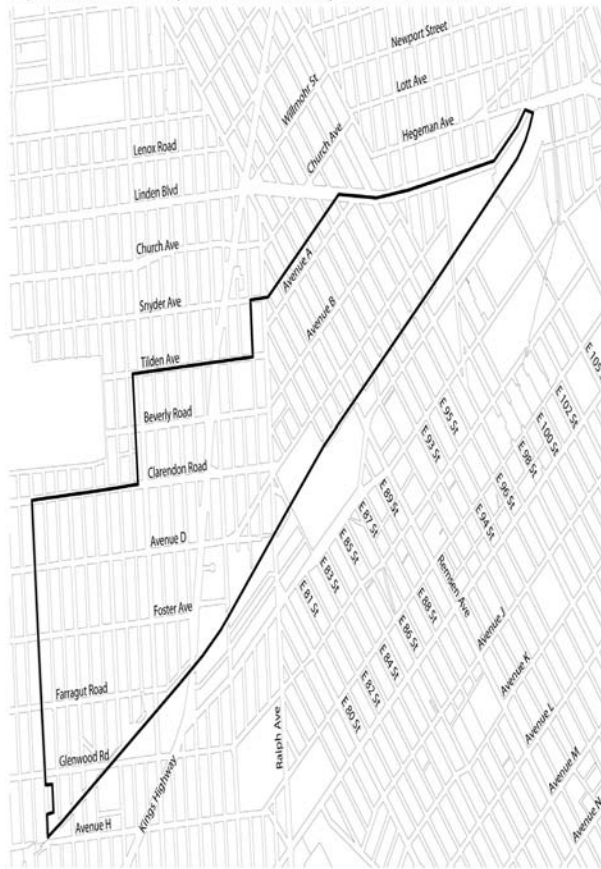 Newport Street
Lott Ave
Willmohr St
Hegeman Ave
Church Ave
Lenox Road
Linden Blvd
Church Ave
Avenue A
Snyder Ave
Avenue B
Tilden Ave
Beverly Road
Clarendon Road
Avenue D
Foster Ave
Farragut Road
Glenwood Rd
Avenue H
Kings Highway
Ralph Ave
E 105
E 102 St
E 100 St
E 98 St
E 96 St
E 94 St
E 95 St
E 93 St
E 89 St
E 87 St
E 85 St
E 83 St
E 81 St
Remsen Ave
E 88 St
E 86 St
E 84 St
E 82 St
E 80 St
Avenue J
Avenue K
Avenue L
Avenue M
Avenue N